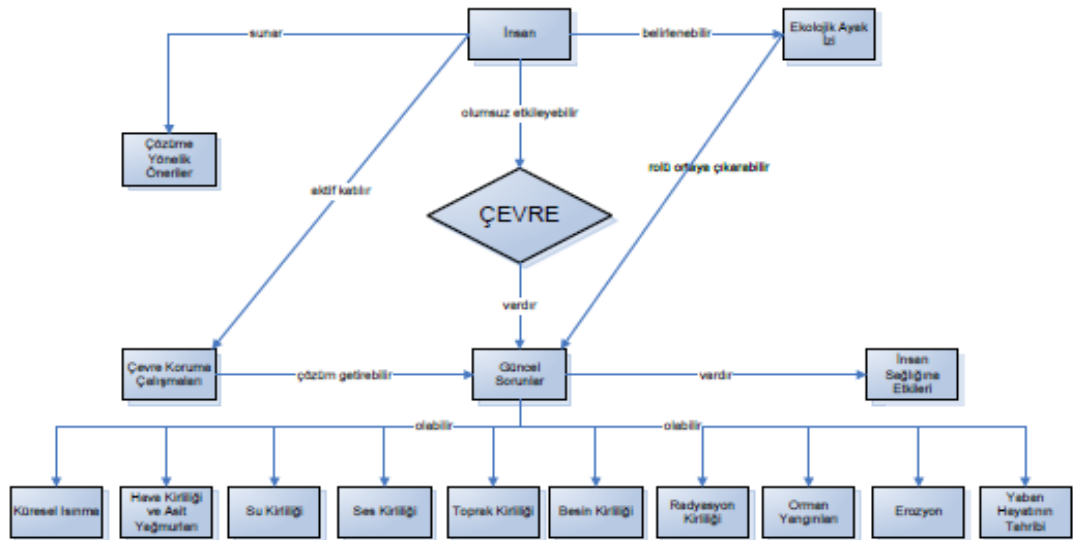 sunar
İnsan
belirlenebilir
Ekolojik Ayak
İzi
olumsuz etkileyebilir
Çözüme
Yönelik
Öneriler
aktif katılır
rolü ortaya çıkarabilir
ÇEVRE
vardır
Çevre Koruma
Çalışmaları
çözüm getirebilir
Güncel
Sorunlar
vardır
İnsan
Sağlığına
Etkileri
olabilir
olabilir
Küresel Isınma
Hava Kirliliği
ve Asit
Yağmurları
Su Kirliliği
Ses Kirliliği
Toprak Kirliliği
Besin Kirliliği
Radyasyon
Kirliliği
Orman
Yangınları
Erozyon
Yaban
Hayatının
Tahribi